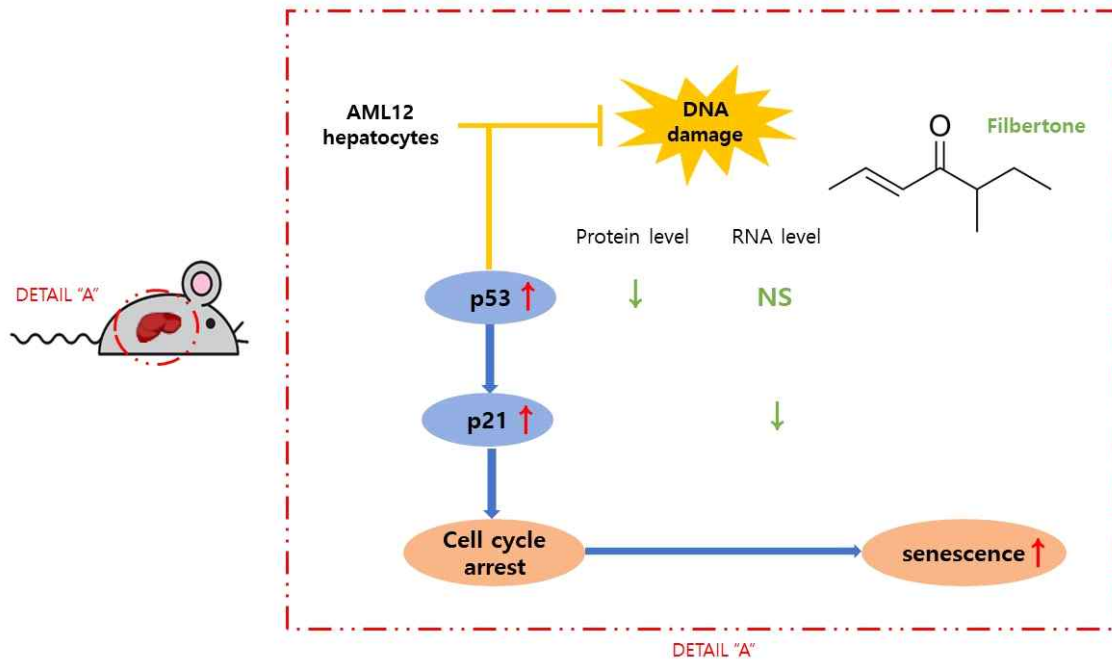 AML12
hepatocytes
DNA
damage
O
Filbertone
Protein level
RNA level
DETAIL "A"
p53 ↑
↓
NS
p21 ↑
↓
Cell cycle
arrest
senescence ↑
DETAIL "A"